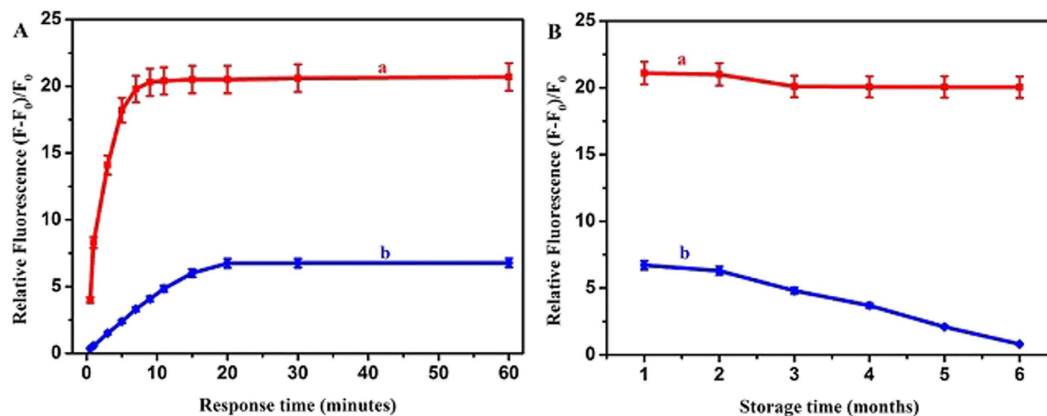 A
Relative Fluorescence (F-F₀)/F₀
25
20
15
10
5
0
a
b
0 10 20 30 40 50 60
Response time (minutes)
B
Relative Fluorescence (F-F₀)/F₀
25
20
15
10
5
0
a
b
1 2 3 4 5 6
Storage time (months)